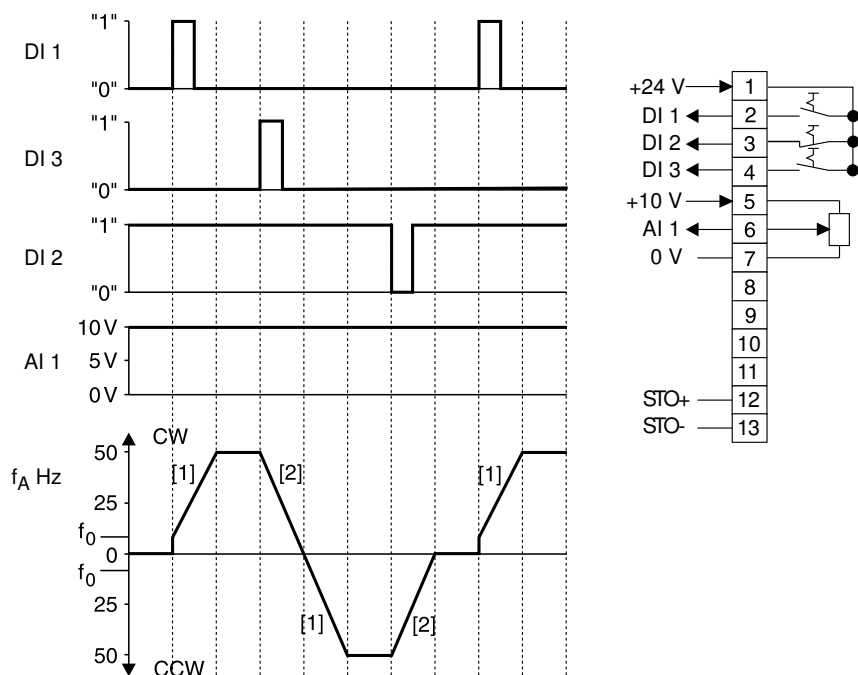 "1"
DI 1
"0"
"1"
DI 3
"0"
"1"
DI 2
"0"
10 V
AI 1
5 V
0 V
CW
50
[1]
[2]
[1]
f_A Hz
25
f_0
0
f_0
25
[1]
[2]
50
CCW
+24 V
1
DI 1
2
DI 2
3
DI 3
4
+10 V
5
AI 1
6
0 V
7
8
9
10
11
STO+
12
STO-
13